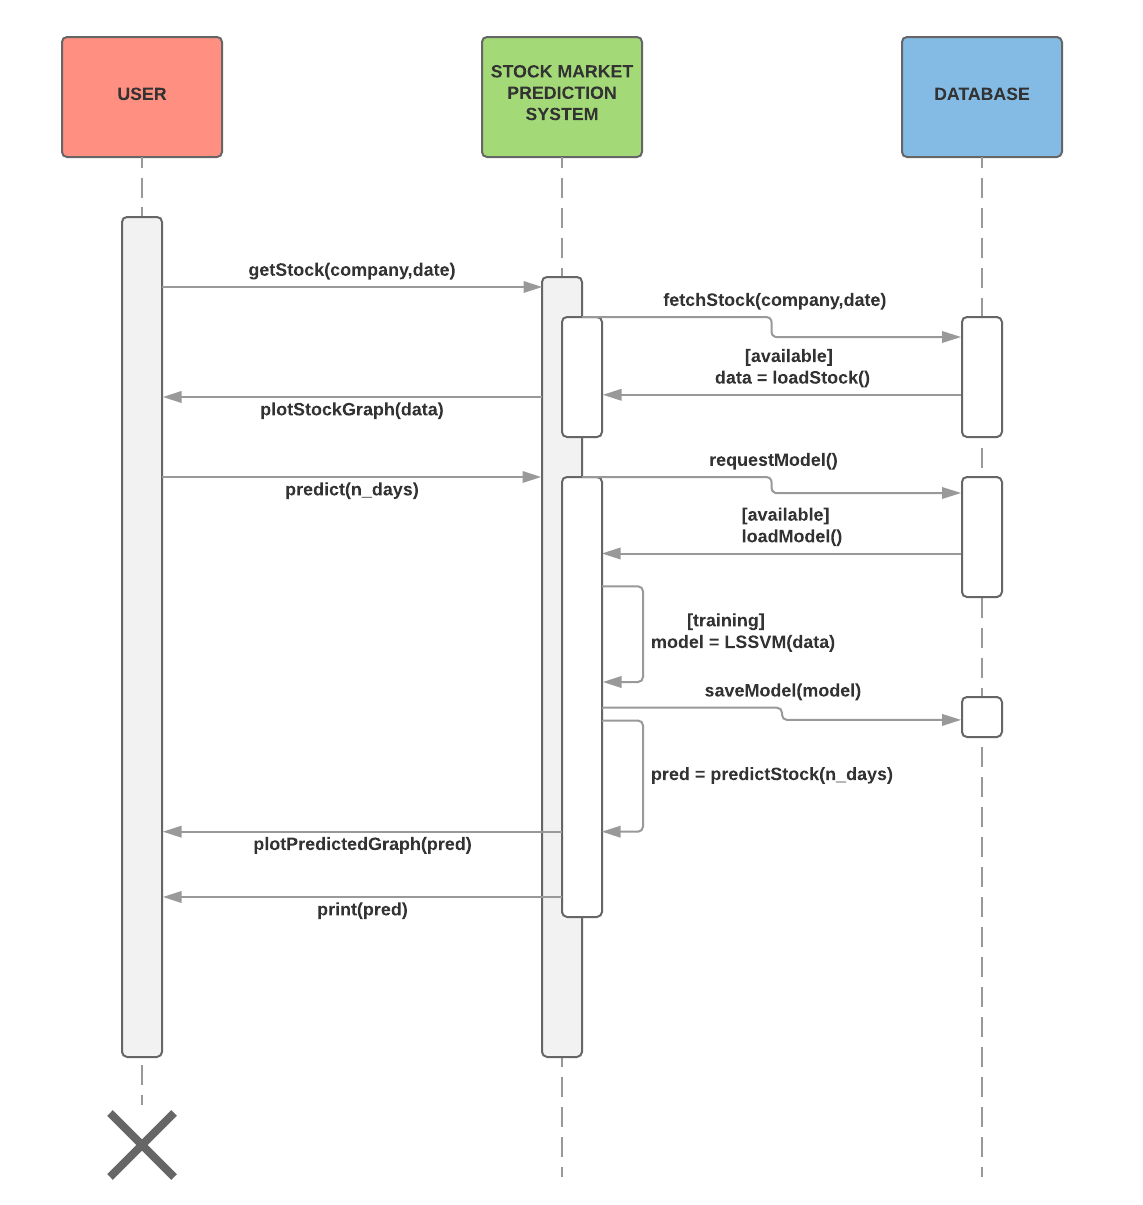 USER
STOCK MARKET
PREDICTION
SYSTEM
DATABASE
getStock(company,date)
fetchStock(company,date)
[available]
data = loadStock()
plotStockGraph(data)
requestModel()
predict(n_days)
[available]
loadModel()
[training]
model = LSSVM(data)
saveModel(model)
pred = predictStock(n_days)
plotPredictedGraph(pred)
print(pred)